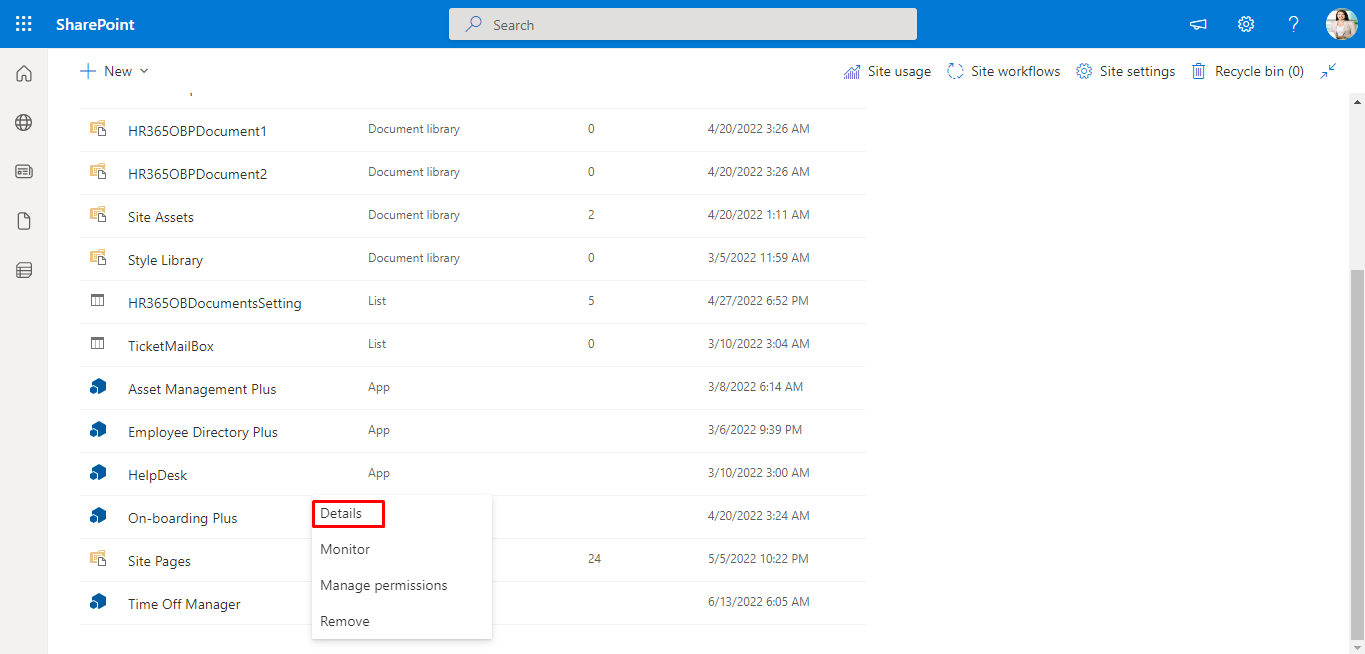 SharePoint
Search
New
Site usage
Site workflows
Site settings
Recycle bin (0)
HR365OBPDocument1 Document library 0 4/20/2022 3:26 AM
HR365OBPDocument2 Document library 0 4/20/2022 3:26 AM
Site Assets Document library 2 4/20/2022 1:11 AM
Style Library Document library 0 3/5/2022 11:59 AM
HR365OBDocumentsSetting List 5 4/27/2022 6:52 PM
TicketMailBox List 0 3/10/2022 3:04 AM
Asset Management Plus App 3/8/2022 6:14 AM
Employee Directory Plus App 3/6/2022 9:39 PM
HelpDesk App 3/10/2022 3:00 AM
On-boarding Plus 4/20/2022 3:24 AM
Site Pages 24 5/5/2022 10:22 PM
Time Off Manager 6/13/2022 6:05 AM
Details
Monitor
Manage permissions
Remove